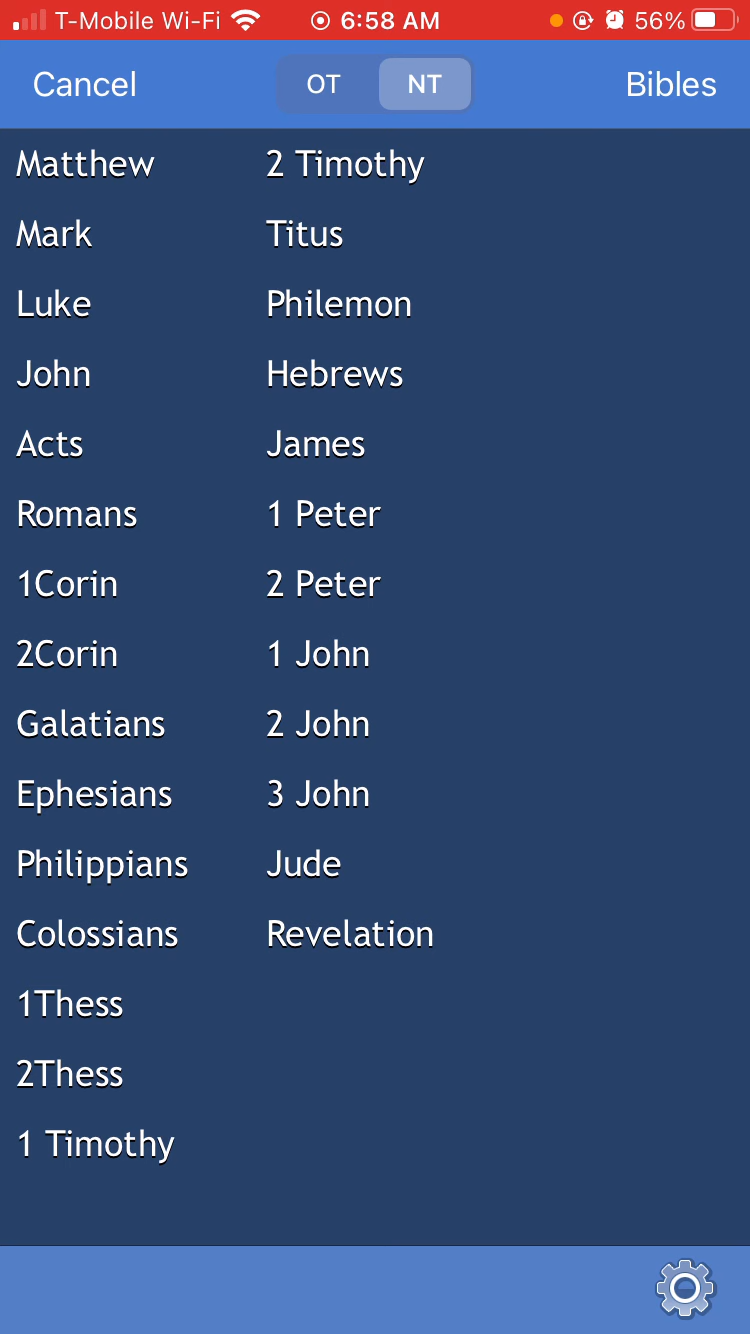 T-Mobile Wi-Fi 6:58 AM 56%
Cancel OT NT Bibles
Matthew 2 Timothy
Mark Titus
Luke Philemon
John Hebrews
Acts James
Romans 1 Peter
1Corin 2 Peter
2Corin 1 John
Galatians 2 John
Ephesians 3 John
Philippians Jude
Colossians Revelation
1Thess
2Thess
1 Timothy